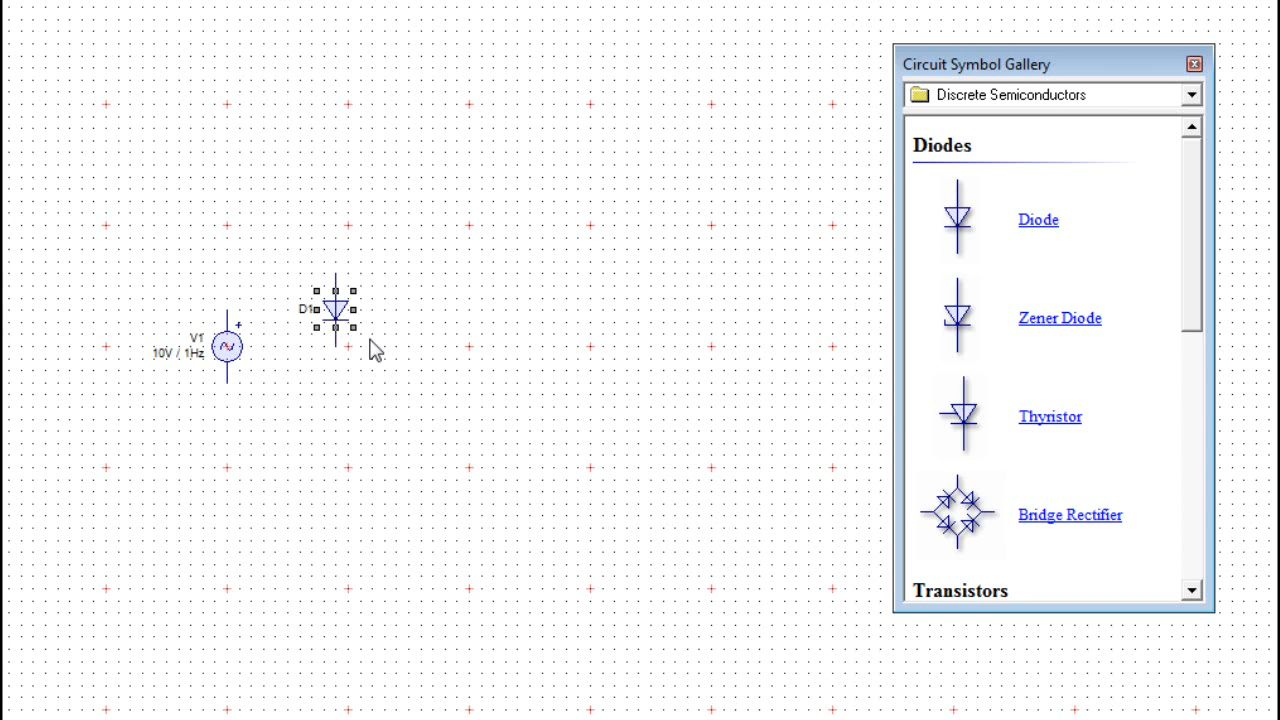 Circuit Symbol Gallery
Discrete Semiconductors
Diodes
Diode
D1
Zener Diode
V1
10V / 1Hz
Thyristor
Bridge Rectifier
Transistors